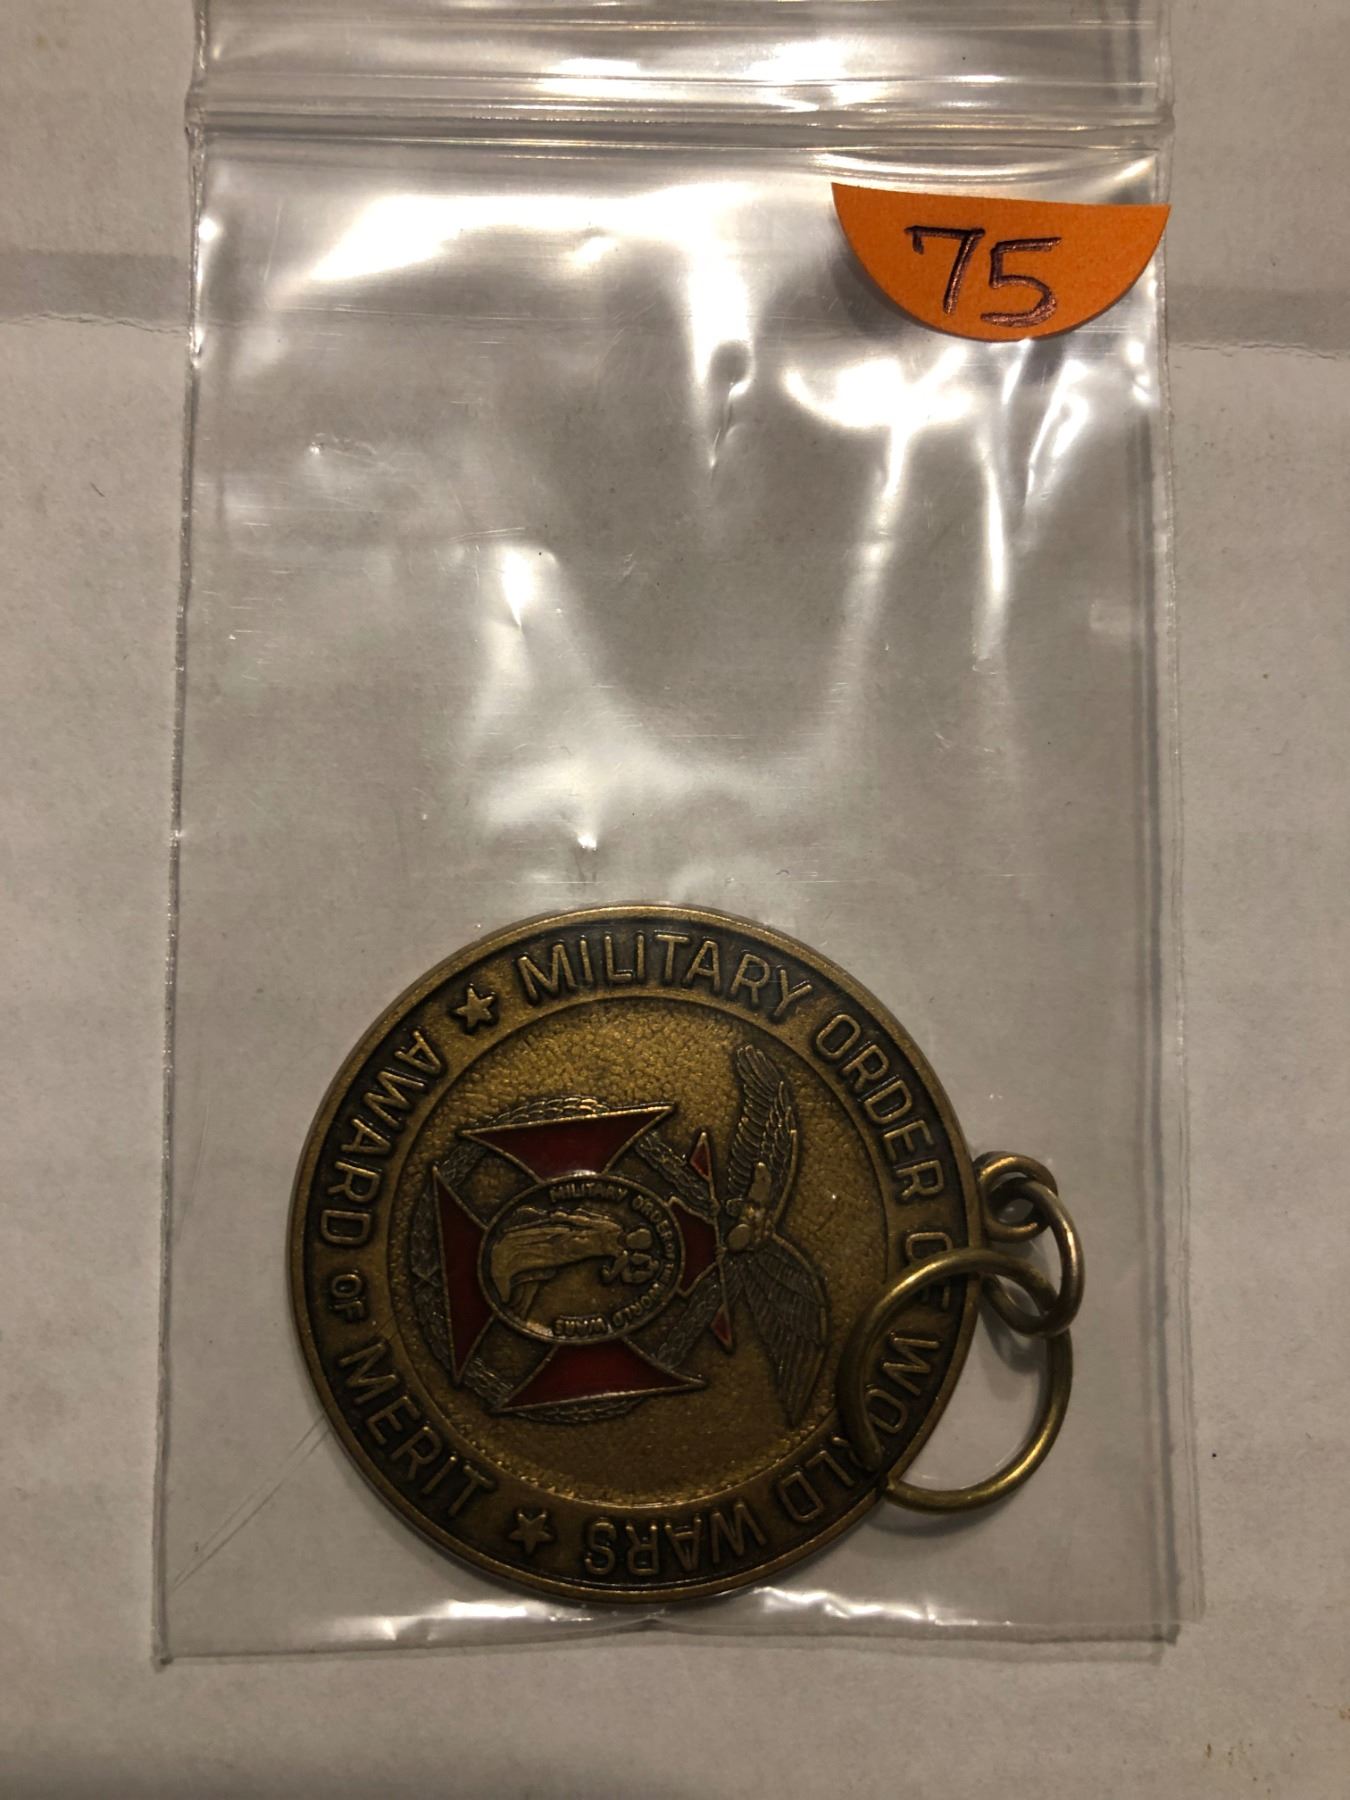 75
MILITARY ORDER OF WORLD WARS
AWARD OF MERIT
MILITARY ORDER OF THE WORLD WARS